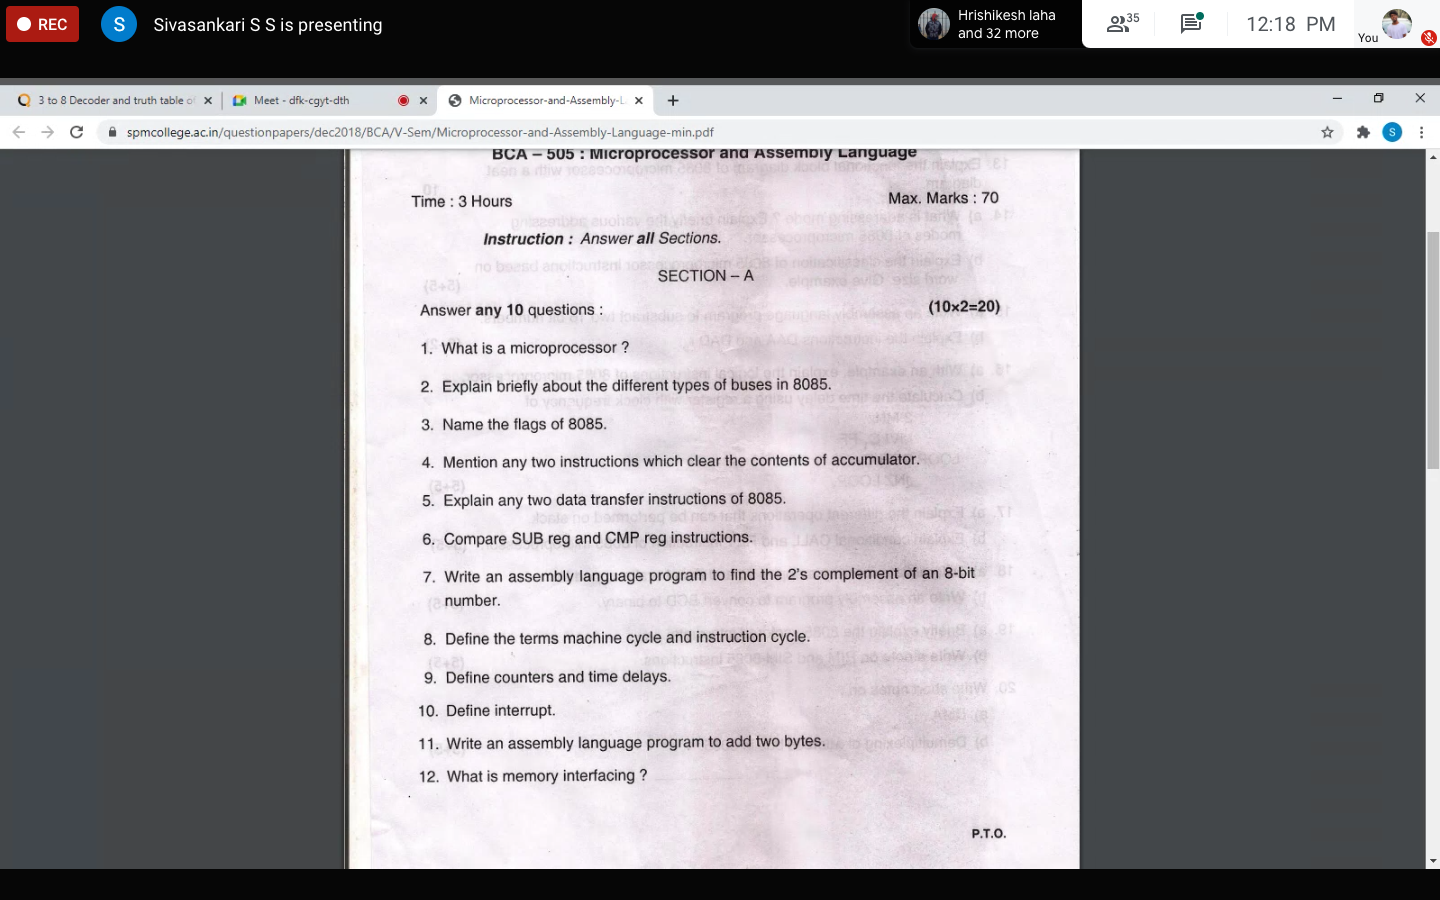 REC
S
Sivasankari S S is presenting
Hrishikesh laha
and 32 more
35
12:18 PM
You
3 to 8 Decoder and truth table of
Meet - dfk-cgyt-dth
Microprocessor-and-Assembly-L
spmcollege.ac.in/questionpapers/dec2018/BCA/V-Sem/Microprocessor-and-Assembly-Language-min.pdf
S
BCA – 505 : Microprocessor and Assembly Language
Time : 3 Hours
Max. Marks : 70
Instruction : Answer all Sections.
SECTION – A
Answer any 10 questions :
(10×2=20)
1. What is a microprocessor ?
2. Explain briefly about the different types of buses in 8085.
3. Name the flags of 8085.
4. Mention any two instructions which clear the contents of accumulator.
5. Explain any two data transfer instructions of 8085.
6. Compare SUB reg and CMP reg instructions.
7. Write an assembly language program to find the 2's complement of an 8-bit
number.
8. Define the terms machine cycle and instruction cycle.
9. Define counters and time delays.
10. Define interrupt.
11. Write an assembly language program to add two bytes.
12. What is memory interfacing ?
P.T.O.